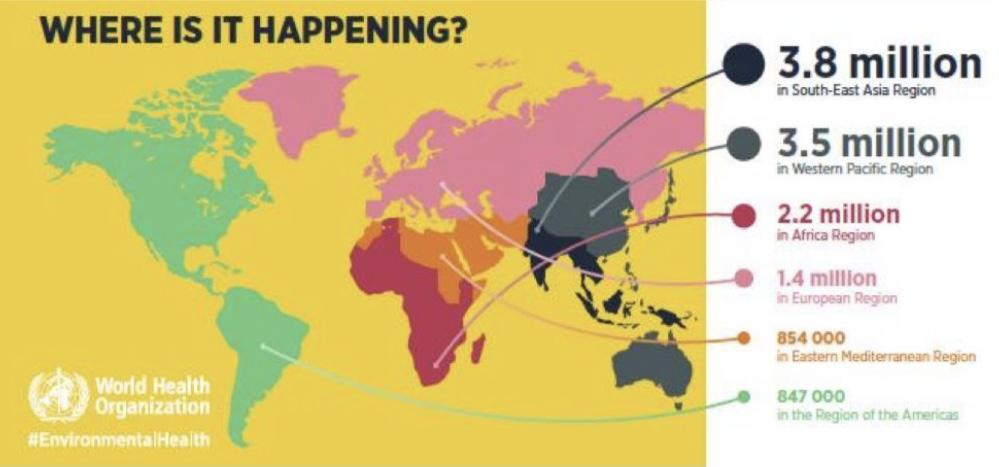 WHERE IS IT HAPPENING?
3.8 million
in South-East Asia Region
3.5 million
in Western Pacific Region
2.2 million
in Africa Region
1.4 million
in European Region
854 000
in Eastern Mediterranean Region
847 000
in the Region of the Americas
World Health
Organization
#EnvironmentalHealth